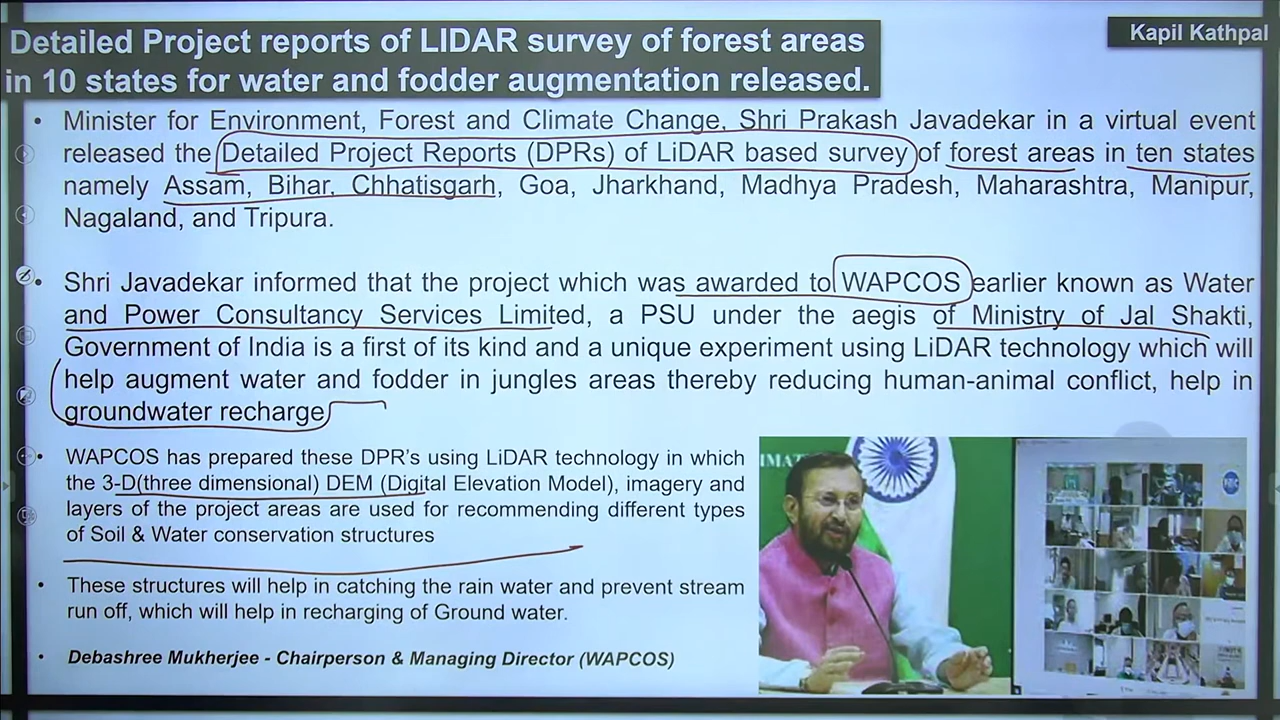 Detailed Project reports of LIDAR survey of forest areas
in 10 states for water and fodder augmentation released.
Kapil Kathpal
• Minister for Environment, Forest and Climate Change, Shri Prakash Javadekar in a virtual event
released the Detailed Project Reports (DPRs) of LiDAR based survey of forest areas in ten states
namely Assam, Bihar, Chhatisgarh, Goa, Jharkhand, Madhya Pradesh, Maharashtra, Manipur,
Nagaland, and Tripura.
• Shri Javadekar informed that the project which was awarded to WAPCOS earlier known as Water
and Power Consultancy Services Limited, a PSU under the aegis of Ministry of Jal Shakti,
Government of India is a first of its kind and a unique experiment using LiDAR technology which will
help augment water and fodder in jungles areas thereby reducing human-animal conflict, help in
groundwater recharge
• WAPCOS has prepared these DPR's using LiDAR technology in which
the 3-D(three dimensional) DEM (Digital Elevation Model), imagery and
layers of the project areas are used for recommending different types
of Soil & Water conservation structures
• These structures will help in catching the rain water and prevent stream
run off, which will help in recharging of Ground water.
• Debashree Mukherjee - Chairperson & Managing Director (WAPCOS)